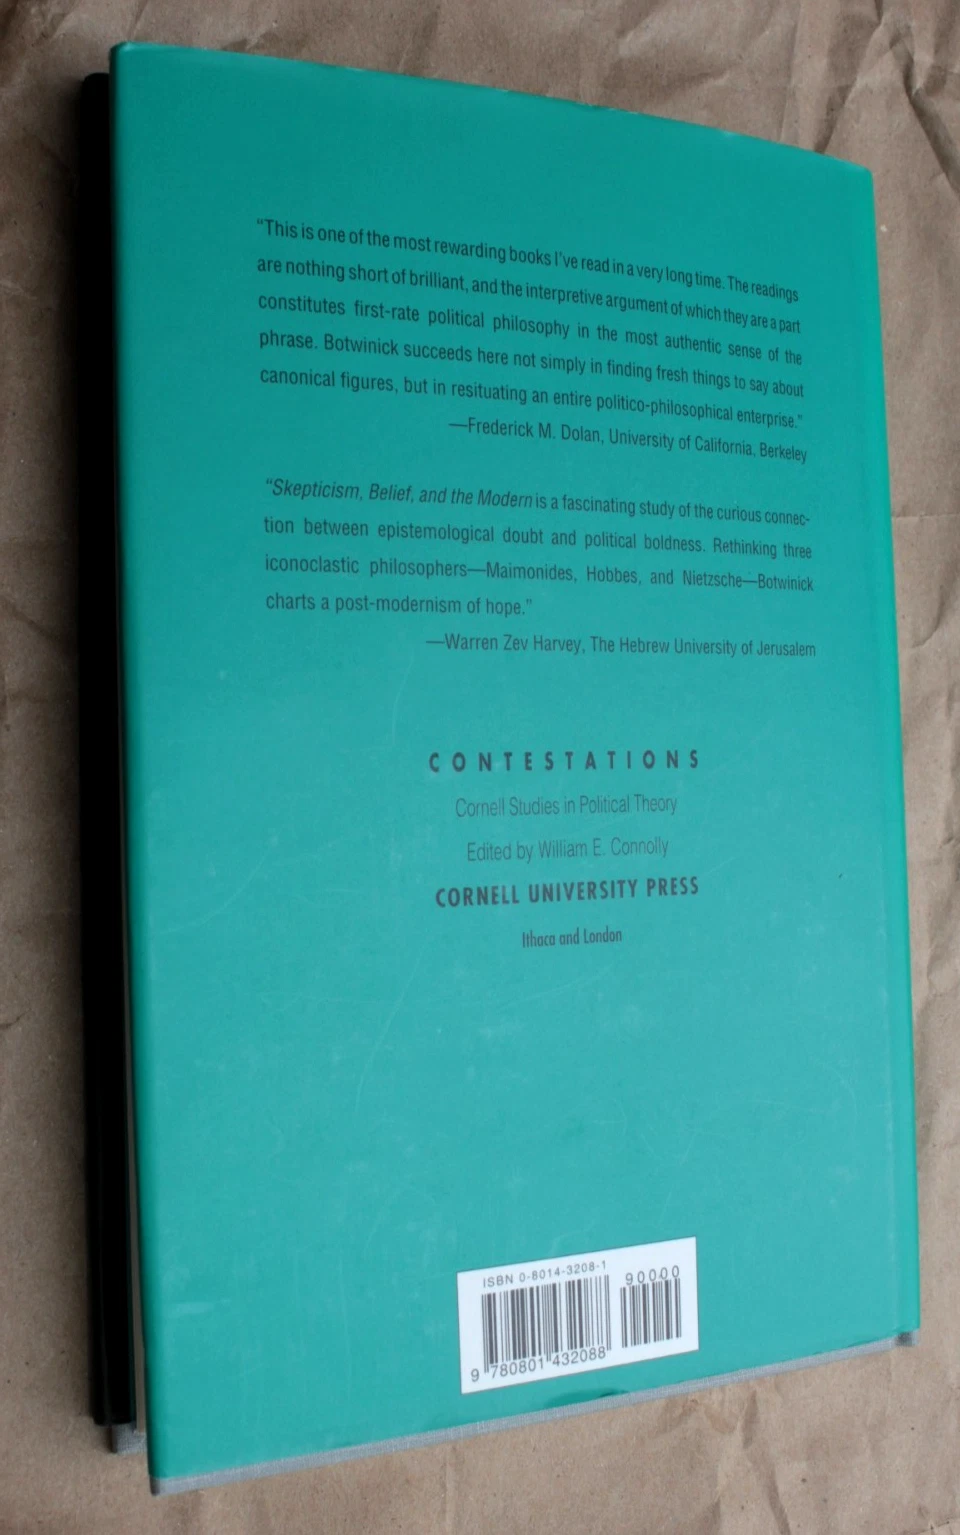 “This is one of the most rewarding books I’ve read in a very long time. The readings
are nothing short of brilliant, and the interpretive argument of which they are a part
constitutes first-rate political philosophy in the most authentic sense of the
phrase. Botwinick succeeds here not simply in finding fresh things to say about
canonical figures, but in resituating an entire politico-philosophical enterprise.”
—Frederick M. Dolan, University of California, Berkeley
“Skepticism, Belief, and the Modern is a fascinating study of the curious connec-
tion between epistemological doubt and political boldness. Rethinking three
iconoclastic philosophers—Maimonides, Hobbes, and Nietzsche—Botwinick
charts a post-modernism of hope.”
—Warren Zev Harvey, The Hebrew University of Jerusalem
CONTESTATIONS
Cornell Studies in Political Theory
Edited by William E. Connolly
CORNELL UNIVERSITY PRESS
Ithaca and London
ISBN 0-8014-3208-1
90000
9 780801 432088